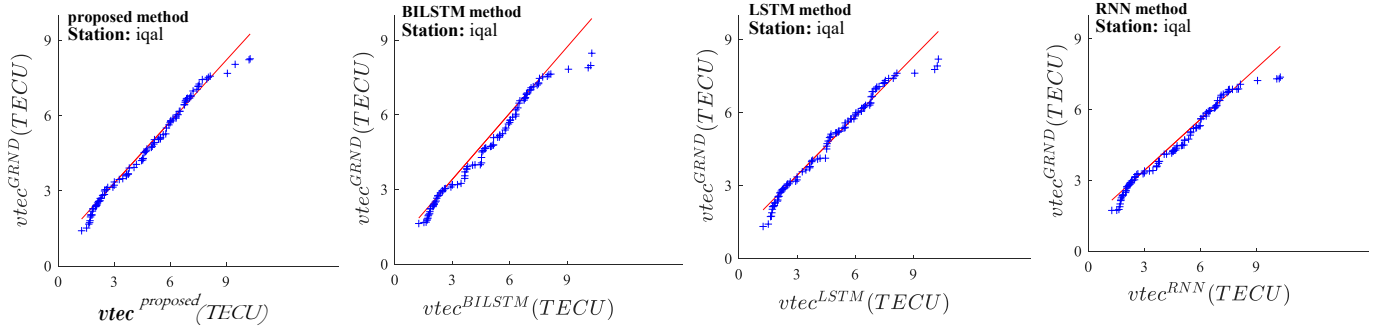 proposed method
Station: iqal
vtec^GRND(TECU)
9
6
3
0
0 3 6 9
vtec^proposed(TECU)
BILSTM method
Station: iqal
vtec^GRND(TECU)
9
6
3
0
0 3 6 9
vtec^BILSTM(TECU)
LSTM method
Station: iqal
vtec^GRND(TECU)
9
6
3
0
0 3 6 9
vtec^LSTM(TECU)
RNN method
Station: iqal
vtec^GRND(TECU)
9
6
3
0
0 3 6 9
vtec^RNN(TECU)